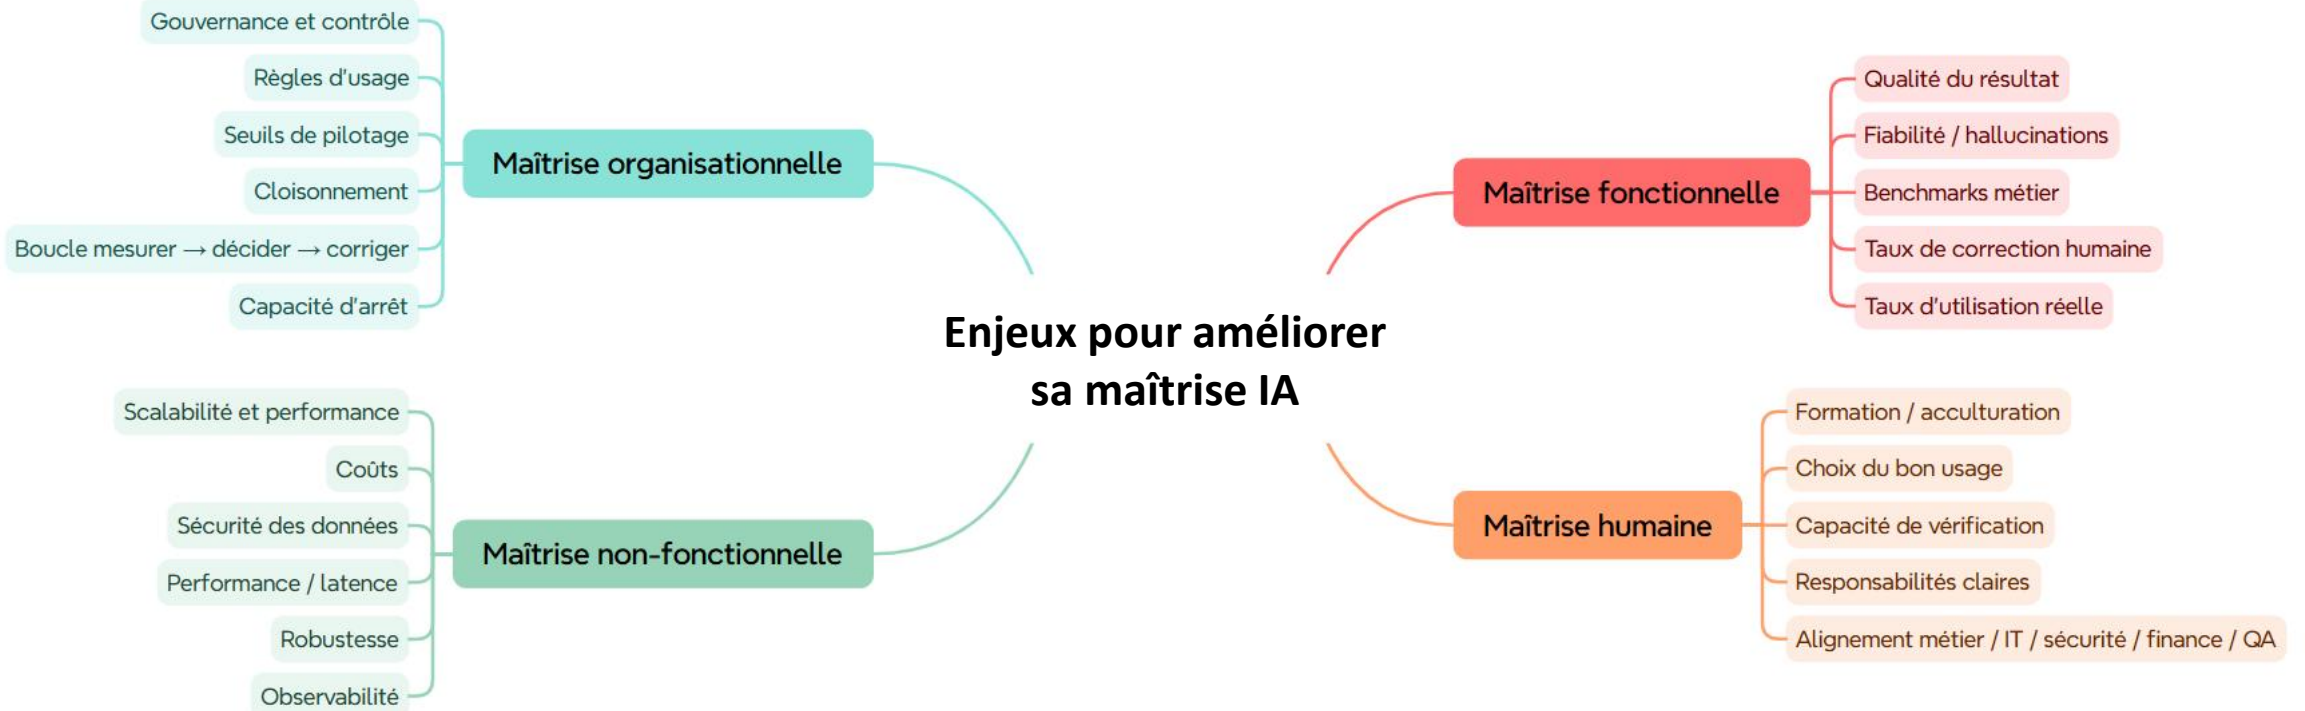 Gouvernance et contrôle
Règles d'usage
Seuils de pilotage
Cloisonnement
Boucle mesurer → décider → corriger
Capacité d'arrêt
Maîtrise organisationnelle
Qualité du résultat
Fiabilité / hallucinations
Benchmarks métier
Taux de correction humaine
Taux d'utilisation réelle
Maîtrise fonctionnelle
Enjeux pour améliorer
sa maîtrise IA
Scalabilité et performance
Coûts
Sécurité des données
Performance / latence
Robustesse
Observabilité
Maîtrise non-fonctionnelle
Formation / acculturation
Choix du bon usage
Capacité de vérification
Responsabilités claires
Alignement métier / IT / sécurité / finance / QA
Maîtrise humaine